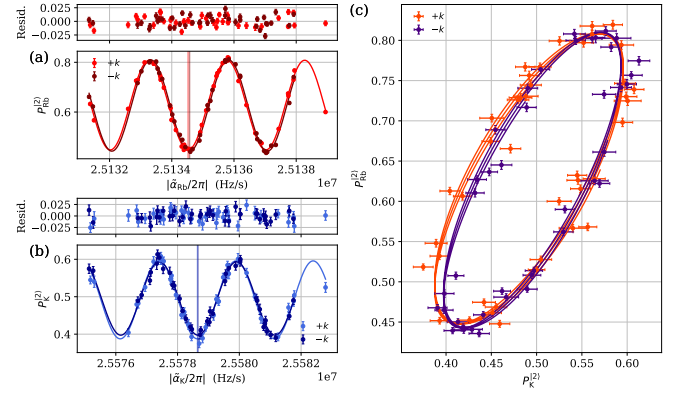 Resid.
0.025
0.000
−0.025
(a)
+k
−k
P_Rb^|2⟩
0.8
0.6
2.5132
2.5134
2.5136
2.5138
|α̃_Rb/2π| (Hz/s)
1e7
Resid.
0.025
0.000
−0.025
(b)
P_K^|2⟩
0.6
0.5
0.4
+k
−k
2.5576
2.5578
2.5580
2.5582
|α̃_K/2π| (Hz/s)
1e7
(c)
+k
−k
P_Rb^|2⟩
0.80
0.75
0.70
0.65
0.60
0.55
0.50
0.45
0.40
0.45
0.50
0.55
0.60
P_K^|2⟩